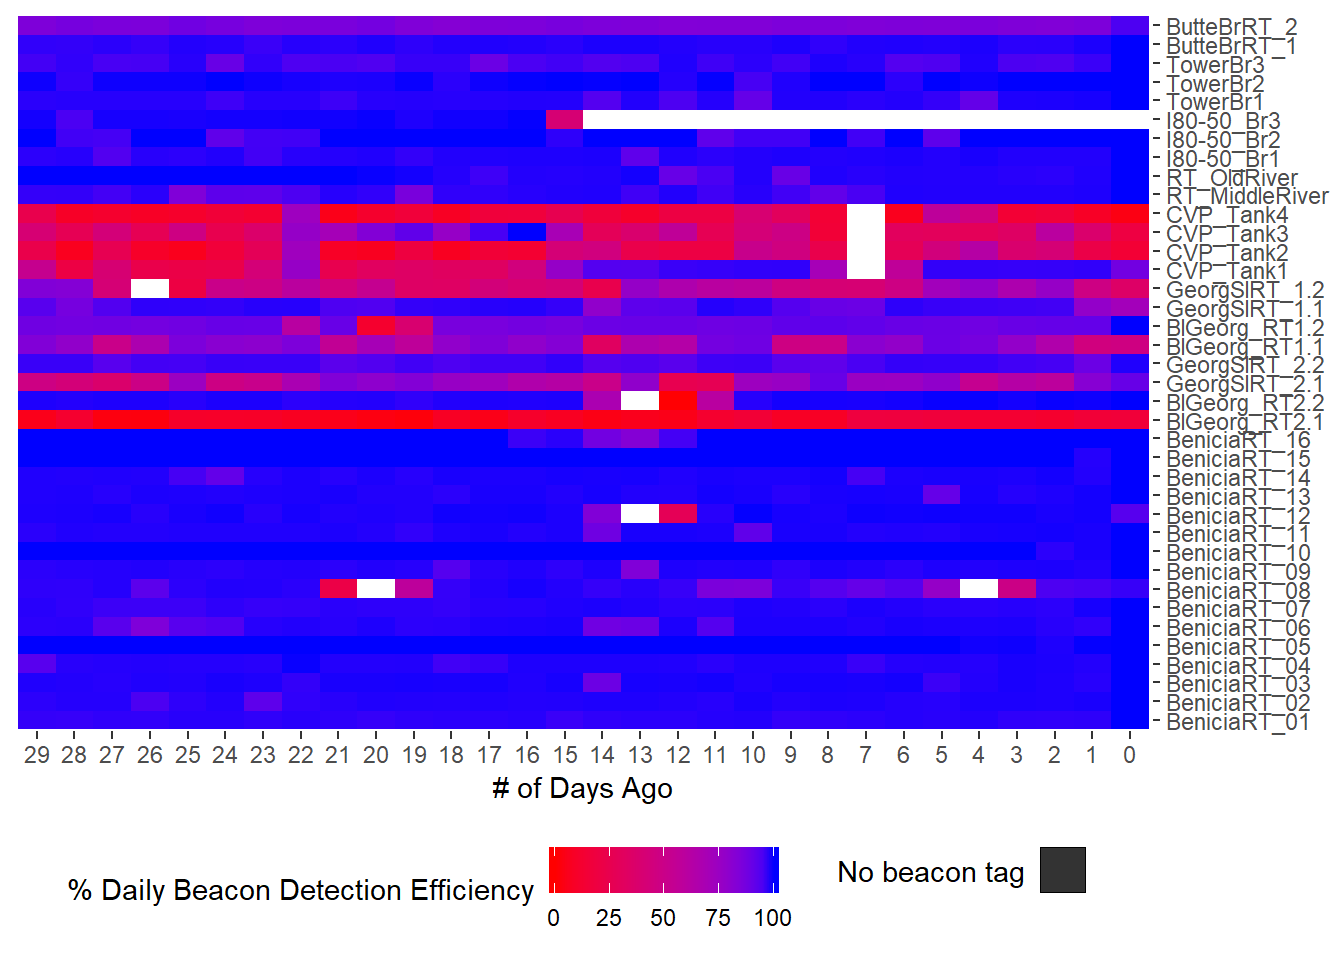 ButteBrRT_2
ButteBrRT_1
TowerBr3
TowerBr2
TowerBr1
I80-50_Br3
I80-50_Br2
I80-50_Br1
RT_OldRiver
RT_MiddleRiver
CVP_Tank4
CVP_Tank3
CVP_Tank2
CVP_Tank1
GeorgSlRT_1.2
GeorgSlRT_1.1
BlGeorg_RT1.2
BlGeorg_RT1.1
GeorgSlRT_2.2
GeorgSlRT_2.1
BlGeorg_RT2.2
BlGeorg_RT2.1
BeniciaRT_16
BeniciaRT_15
BeniciaRT_14
BeniciaRT_13
BeniciaRT_12
BeniciaRT_11
BeniciaRT_10
BeniciaRT_09
BeniciaRT_08
BeniciaRT_07
BeniciaRT_06
BeniciaRT_05
BeniciaRT_04
BeniciaRT_03
BeniciaRT_02
BeniciaRT_01
29 28 27 26 25 24 23 22 21 20 19 18 17 16 15 14 13 12 11 10 9 8 7 6 5 4 3 2 1 0
# of Days Ago
% Daily Beacon Detection Efficiency
0 25 50 75 100
No beacon tag